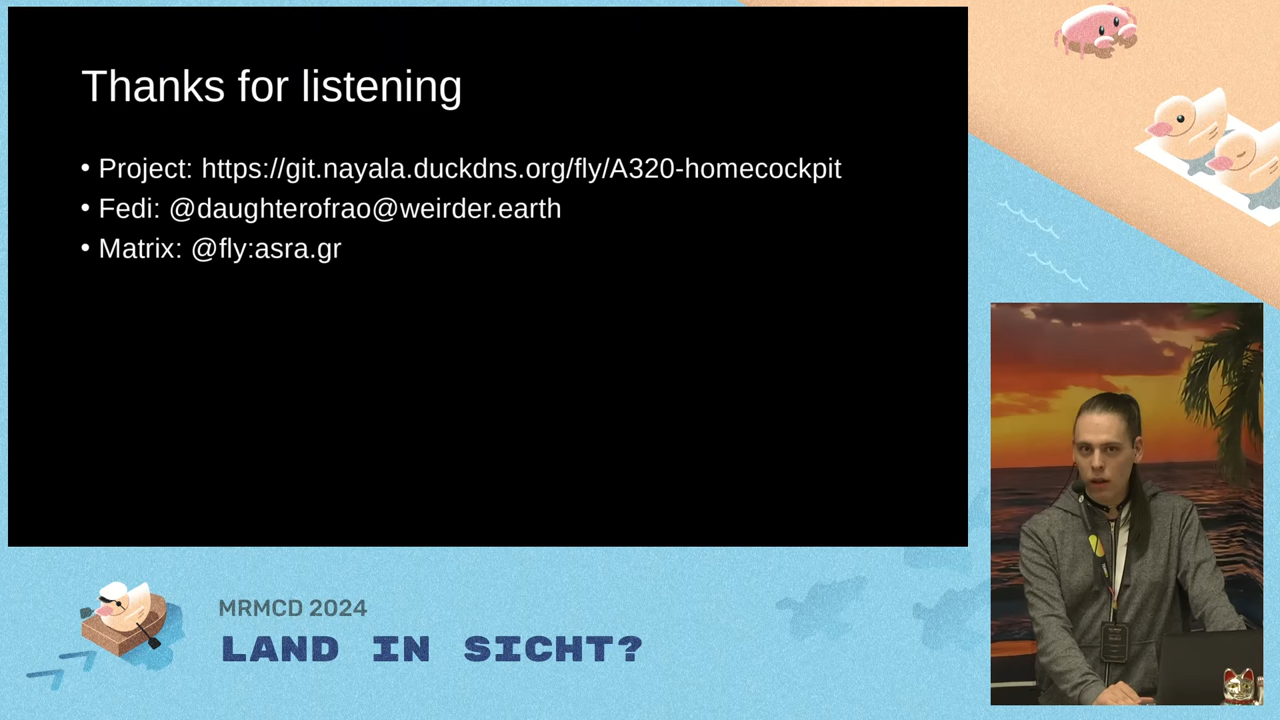 Thanks for listening
• Project: https://git.nayala.duckdns.org/fly/A320-homecockpit
• Fedi: @daughterofrao@weirder.earth
• Matrix: @fly:asra.gr
MRMCD 2024
LAND IN SICHT?